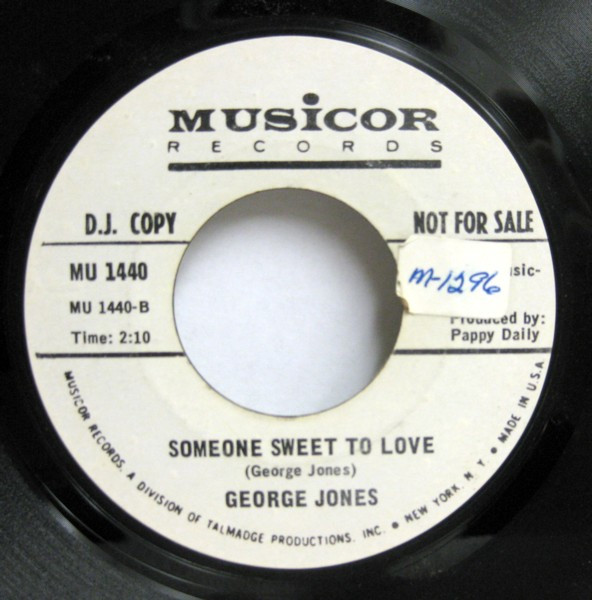 MUSICOR
RECORDS
D.J. COPY
NOT FOR SALE
MU 1440
MU 1440-B
Time: 2:10
m-1296
Produced by:
Pappy Daily
SOMEONE SWEET TO LOVE
(George Jones)
GEORGE JONES
MUSICOR RECORDS, A DIVISION OF TALMADGE PRODUCTIONS, INC. • NEW YORK, N.Y. • MADE IN U.S.A.